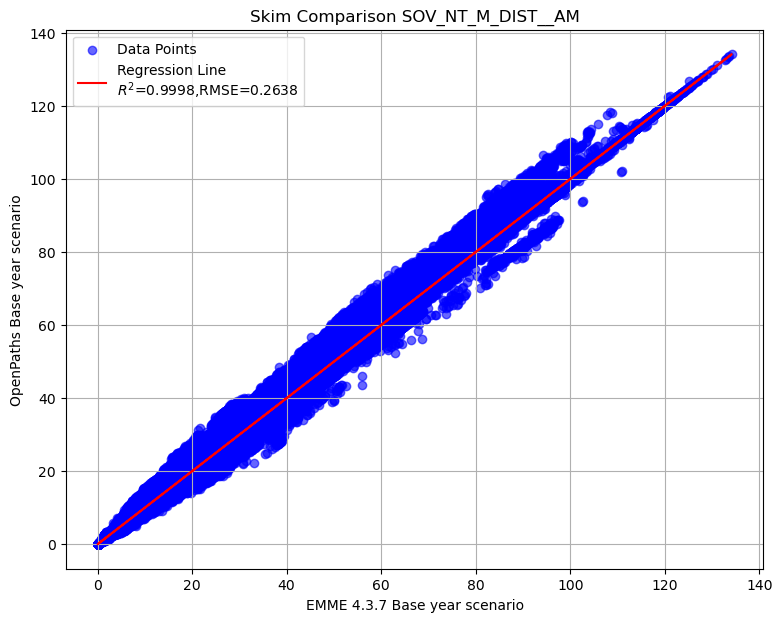 Skim Comparison SOV_NT_M_DIST__AM
Data Points
Regression Line
R²=0.9998,RMSE=0.2638
OpenPaths Base year scenario
140
120
100
80
60
40
20
0
0 20 40 60 80 100 120 140
EMME 4.3.7 Base year scenario